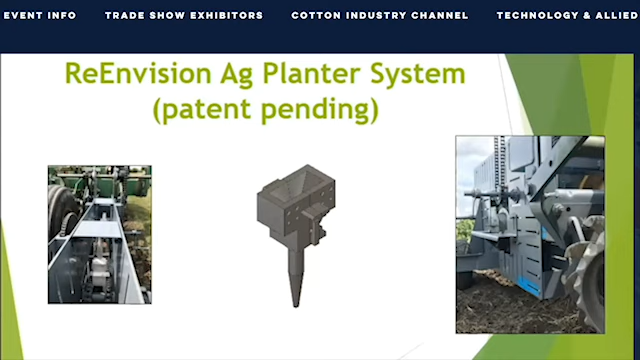 EVENT INFO TRADE SHOW EXHIBITORS COTTON INDUSTRY CHANNEL TECHNOLOGY & ALLIED
ReEnvision Ag Planter System
(patent pending)